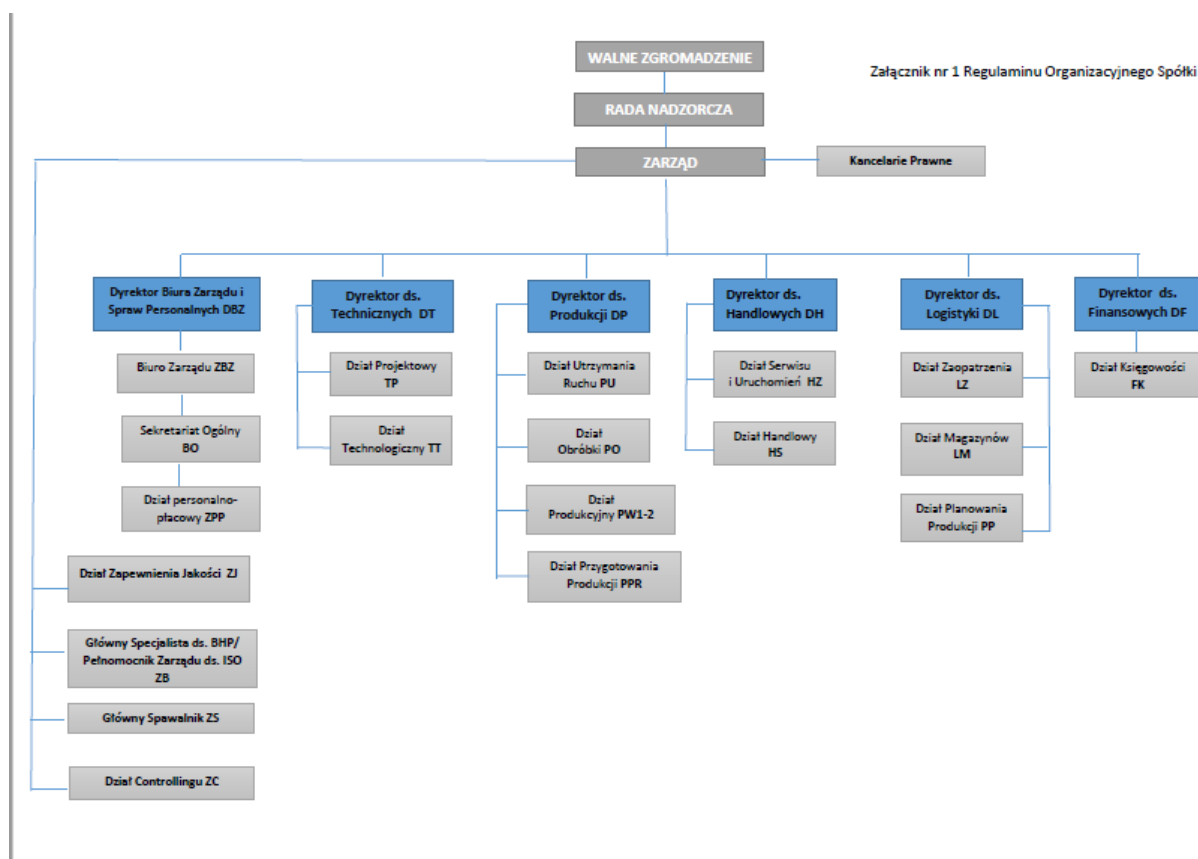 WALNE ZGROMADZENIE
Załącznik nr 1 Regulaminu Organizacyjnego Spółki
RADA NADZORCZA
ZARZĄD
Kancelarie Prawne
Dyrektor Biura Zarządu i
Spraw Personalnych DBZ
Dyrektor ds.
Technicznych DT
Dyrektor ds.
Produkcji DP
Dyrektor ds.
Handlowych DH
Dyrektor ds.
Logistyki DL
Dyrektor ds.
Finansowych DF
Biuro Zarządu ZBZ
Sekretariat Ogólny
BO
Dział personalno-
płacowy ZPP
Dział Projektowy
TP
Dział
Technologiczny TT
Dział Utrzymania
Ruchu PU
Dział
Obróbki PO
Dział
Produkcyjny PW1-2
Dział Przygotowania
Produkcji PPR
Dział Serwisu
i Uruchomień HZ
Dział Handlowy
HS
Dział Zaopatrzenia
LZ
Dział Magazynów
LM
Dział Planowania
Produkcji PP
Dział Księgowości
FK
Dział Zapewnienia Jakości ZJ
Główny Specjalista ds. BHP/
Pełnomocnik Zarządu ds. ISO
ZB
Główny Spawalnik ZS
Dział Controllingu ZC